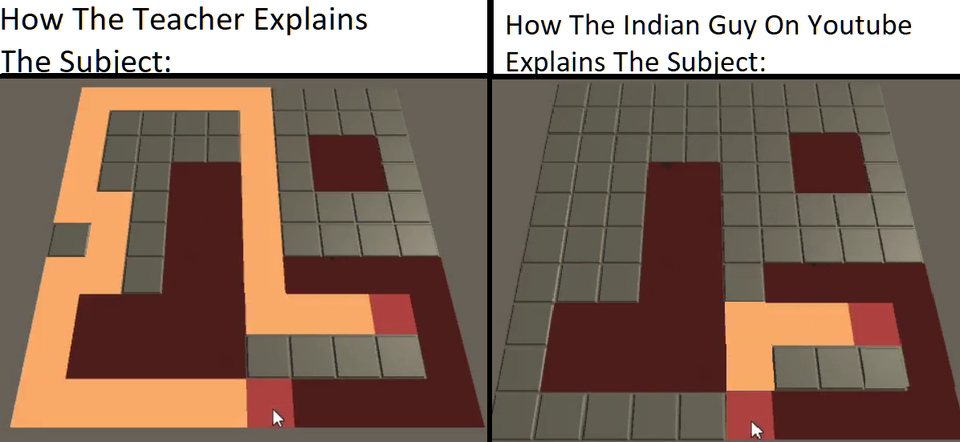 How The Teacher Explains
The Subject:
How The Indian Guy On Youtube
Explains The Subject: